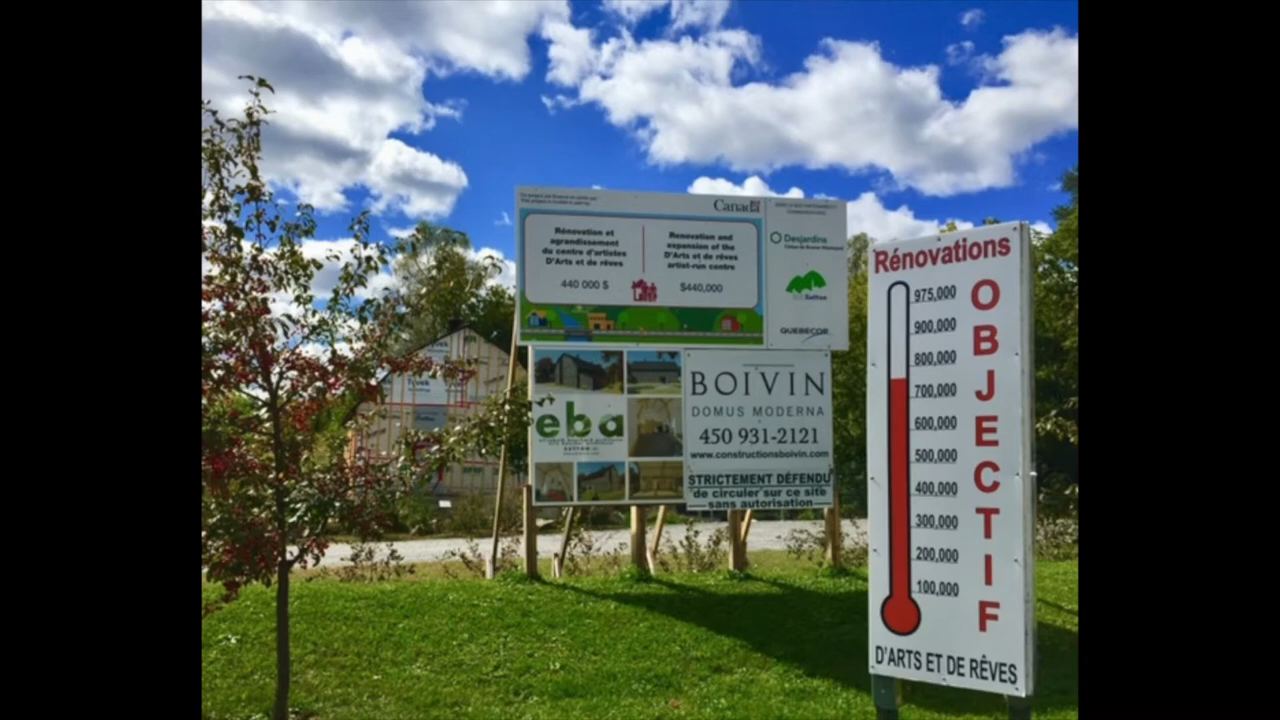 Canada
Rénovation et
agrandissement
du centre d'artistes
D'Arts et de rêves
440 000 $
Renovation and
expansion of the
D'Arts et de rêves
artist-run centre
$440,000
Desjardins
Sutton
QUEBECOR
eba
BOIVIN
DOMUS MODERNA
450 931-2121
www.constructionsboivin.com
STRICTEMENT DÉFENDU
de circuler sur ce site
sans autorisation
Rénovations
975,000
900,000
800,000
700,000
600,000
500,000
400,000
300,000
200,000
100,000
OBJECTIF
D'ARTS ET DE RÊVES